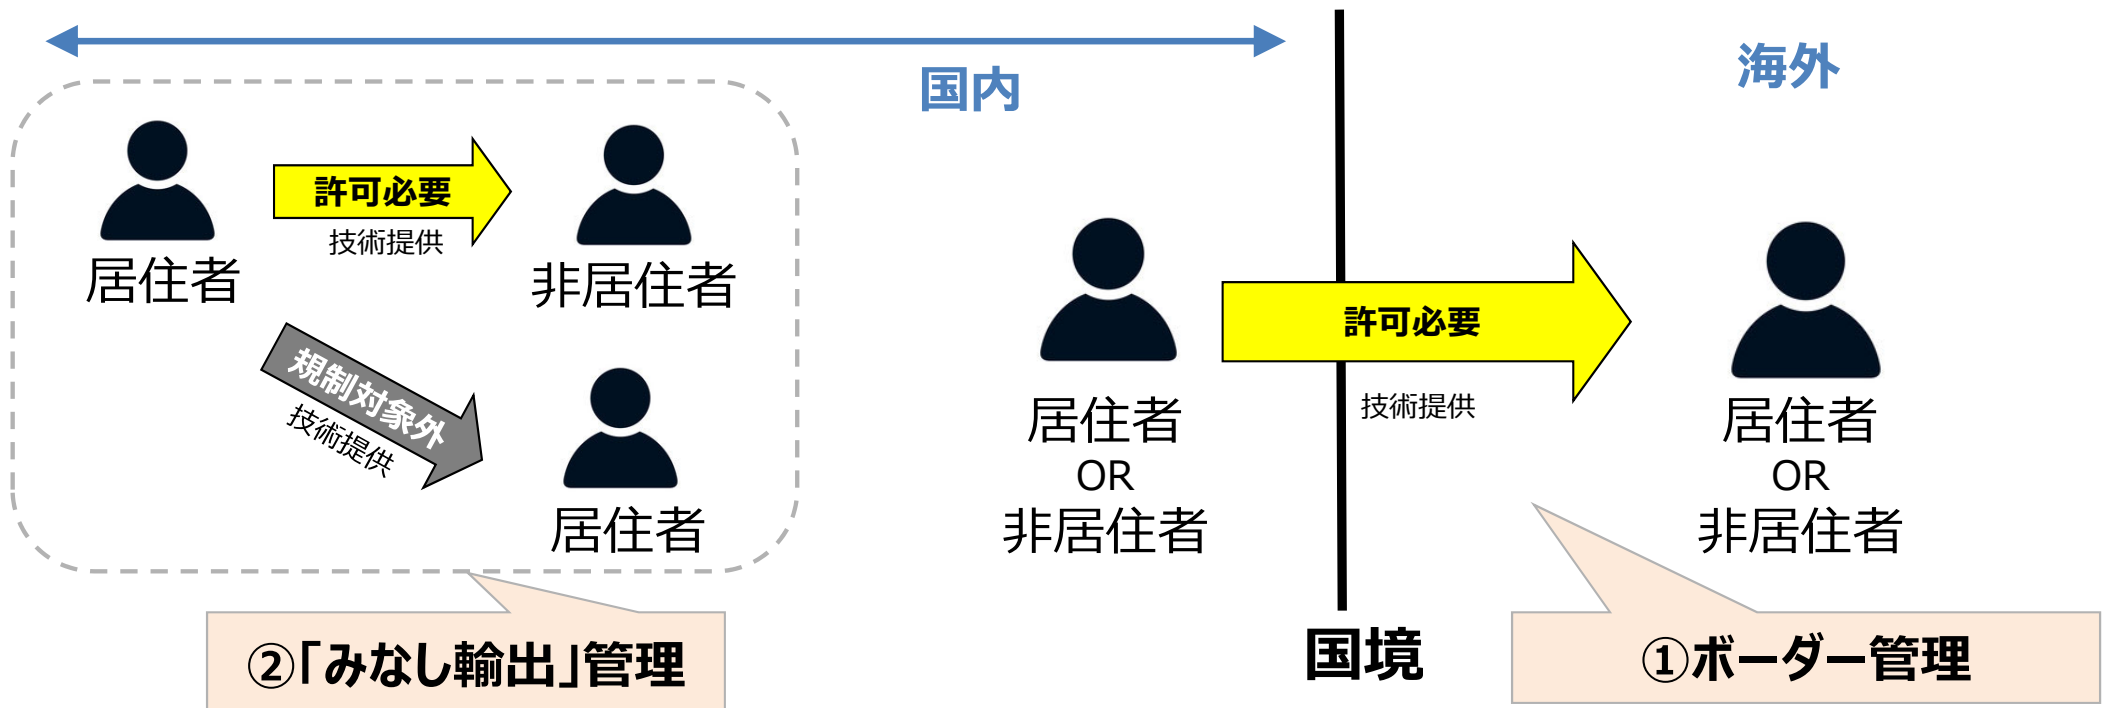 国内
海外
許可必要
技術提供
居住者
非居住者
規制対象外
技術提供
居住者
許可必要
技術提供
居住者
OR
非居住者
居住者
OR
非居住者
②「みなし輸出」管理
国境
①ボーダー管理